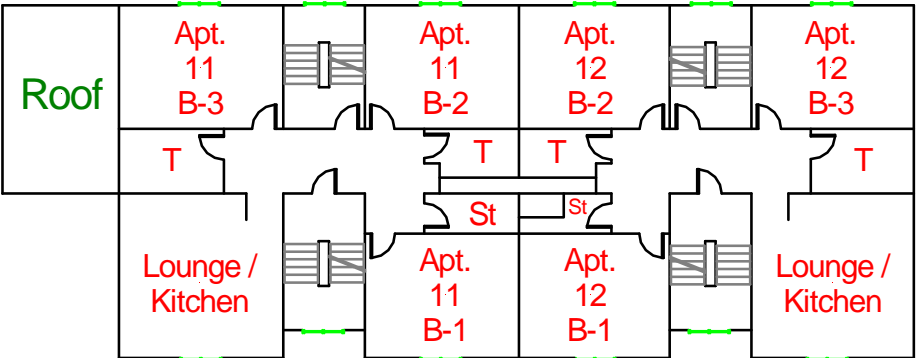 Roof
Apt.
11
B-3
Apt.
11
B-2
Apt.
12
B-2
Apt.
12
B-3
T
T
T
T
St
St
Lounge /
Kitchen
Apt.
11
B-1
Apt.
12
B-1
Lounge /
Kitchen